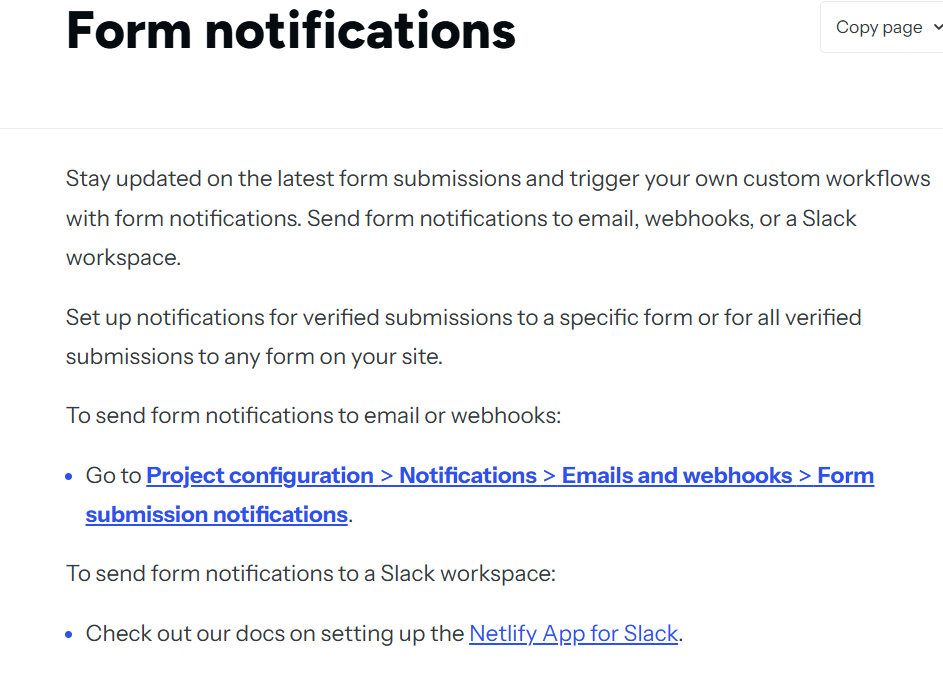 Form notifications
Copy page
Stay updated on the latest form submissions and trigger your own custom workflows
with form notifications. Send form notifications to email, webhooks, or a Slack
workspace.
Set up notifications for verified submissions to a specific form or for all verified
submissions to any form on your site.
To send form notifications to email or webhooks:
• Go to Project configuration > Notifications > Emails and webhooks > Form
submission notifications.
To send form notifications to a Slack workspace:
• Check out our docs on setting up the Netlify App for Slack.